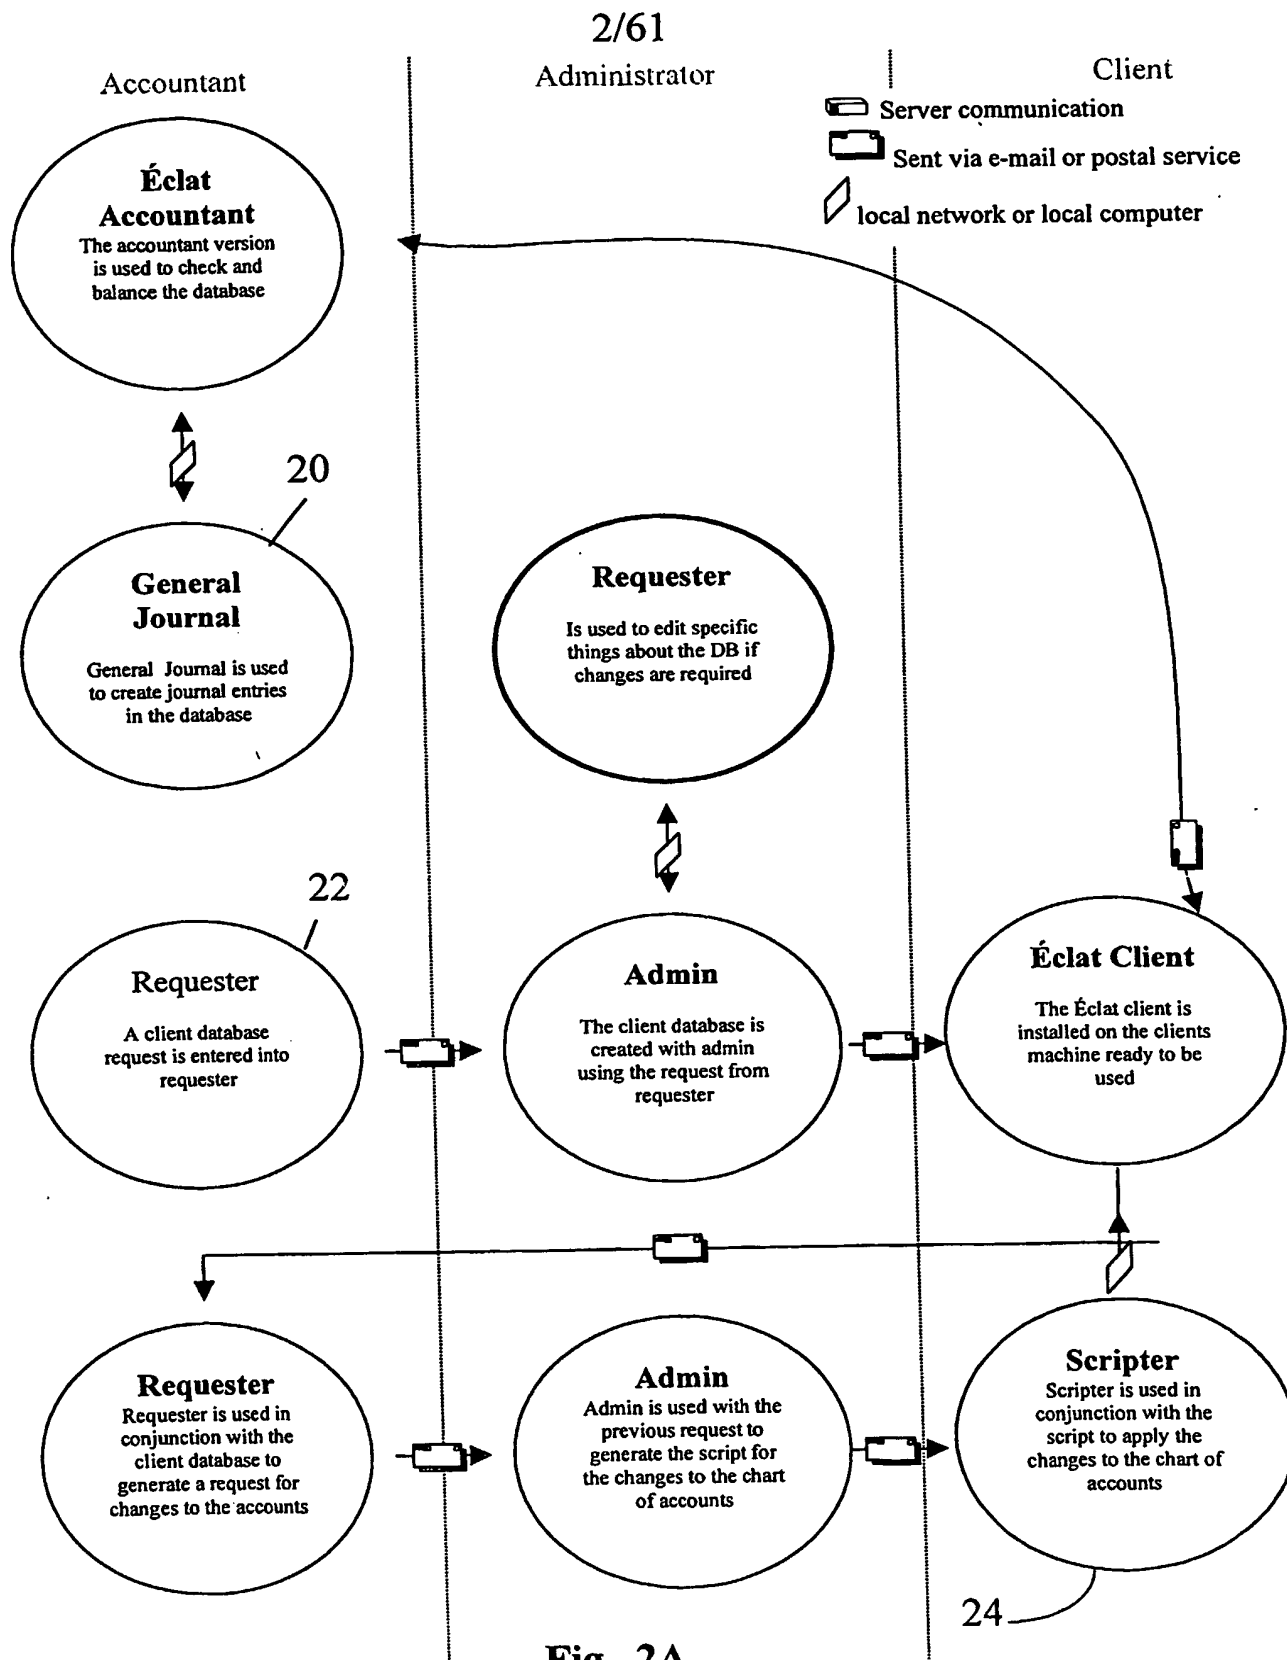 2/61
Accountant
Administrator
Client
Server communication
Sent via e-mail or postal service
local network or local computer
Éclat
Accountant
The accountant version
is used to check and
balance the database
20
General
Journal
General Journal is used
to create journal entries
in the database
Requester
Is used to edit specific
things about the DB if
changes are required
22
Requester
A client database
request is entered into
requester
Admin
The client database is
created with admin
using the request from
requester
Éclat Client
The Éclat client is
installed on the clients
machine ready to be
used
Requester
Requester is used in
conjunction with the
client database to
generate a request for
changes to the accounts
Admin
Admin is used with the
previous request to
generate the script for
the changes to the chart
of accounts
Scripter
Scripter is used in
conjunction with the
script to apply the
changes to the chart of
accounts
24
Fig. 2A